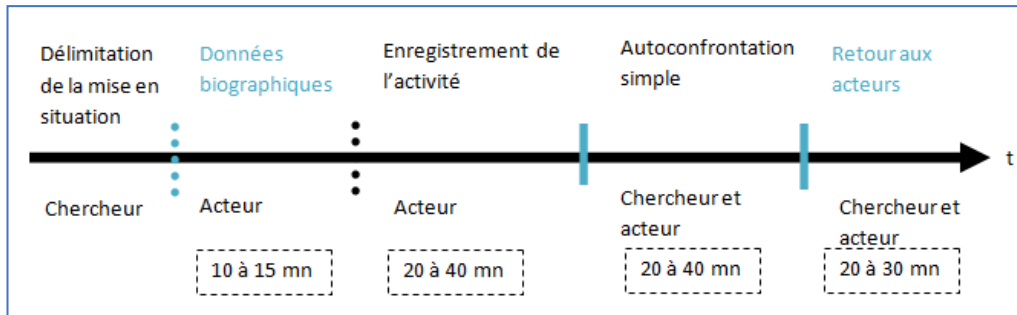 Délimitation
de la mise en
situation
Données
biographiques
Enregistrement de
l'activité
Autoconfrontation
simple
Retour aux
acteurs
t
Chercheur
Acteur
Acteur
Chercheur et
acteur
Chercheur et
acteur
10 à 15 mn
20 à 40 mn
20 à 40 mn
20 à 30 mn